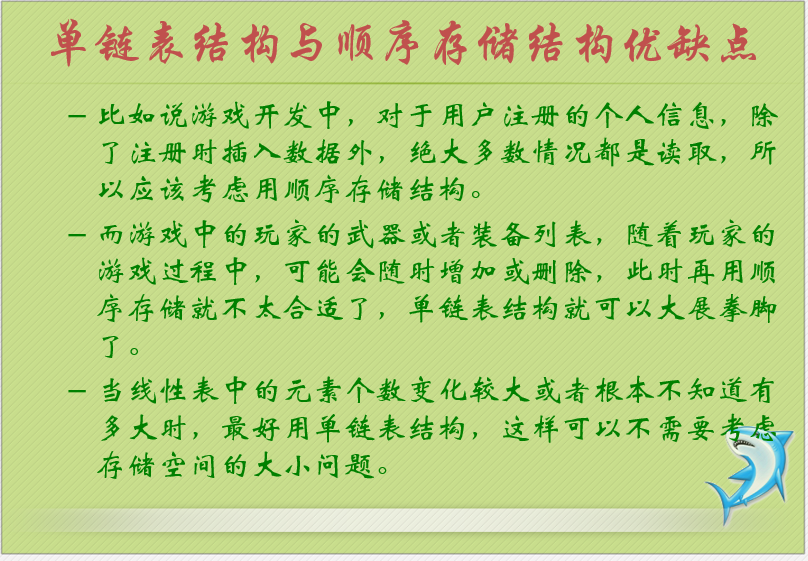 单链表结构与顺序存储结构优缺点
– 比如说游戏开发中，对于用户注册的个人信息，除
了注册时插入数据外，绝大多数情况都是读取，所
以应该考虑用顺序存储结构。
– 而游戏中的玩家的武器或者装备列表，随着玩家的
游戏过程中，可能会随时增加或删除，此时再用顺
序存储就不太合适了，单链表结构就可以大展拳脚
了。
– 当线性表中的元素个数变化较大或者根本不知道有
多大时，最好用单链表结构，这样可以不需要考虑
存储空间的大小问题。